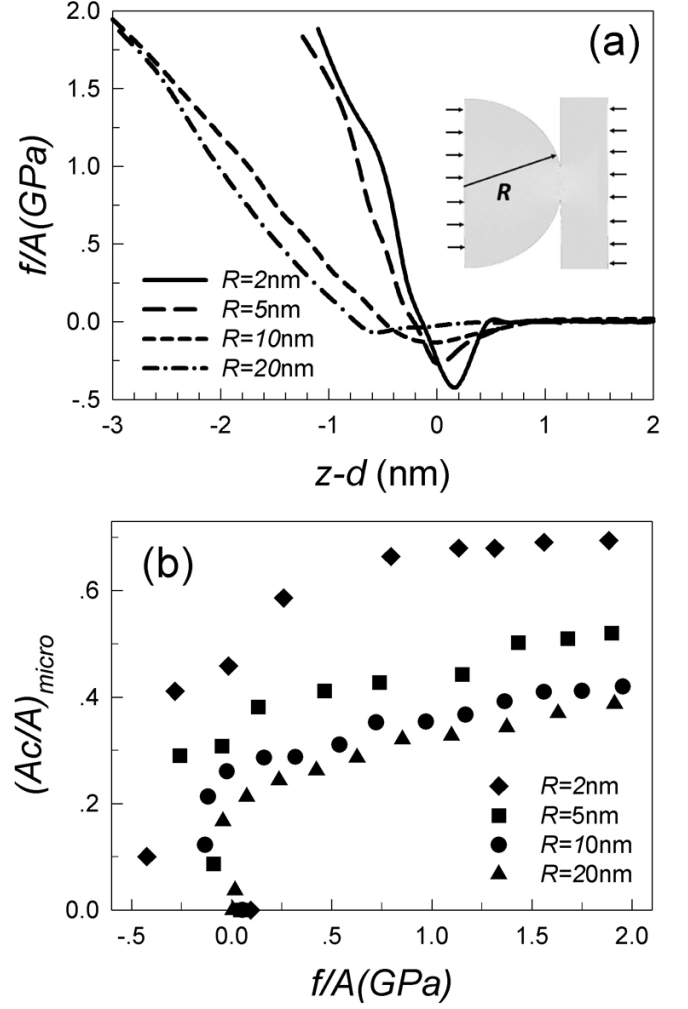 2.0
(a)
1.5
1.0
.5
0.0
-.5
f/A(GPa)
R
R=2nm
R=5nm
R=10nm
R=20nm
-3 -2 -1 0 1 2
z-d (nm)
(b)
.6
.4
.2
0.0
(Ac/A)micro
R=2nm
R=5nm
R=10nm
R=20nm
-.5 0.0 .5 1.0 1.5 2.0
f/A(GPa)